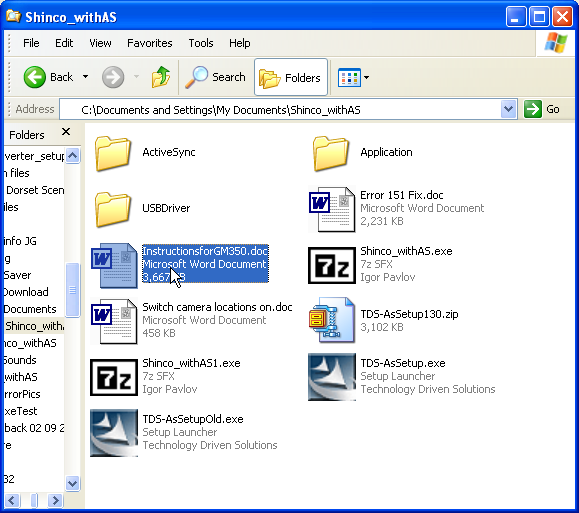 Shinco_withAS
File Edit View Favorites Tools Help
Back Search Folders
Address C:\Documents and Settings\My Documents\Shinco_withAS Go
Folders
verter_setup
files
Dorset Scen
iles
info JG
g
Saver
Download
Documents
Shinco_withA
nco_withAS
Sounds
withAS
rrorPics
xeTest
back 02 09 2
re
32
ActiveSync
Application
USBDriver
Error 151 Fix.doc
Microsoft Word Document
2,231 KB
InstructionsforGM350.doc
Microsoft Word Document
3,667 KB
Shinco_withAS.exe
7z SFX
Igor Pavlov
Switch camera locations on.doc
Microsoft Word Document
458 KB
TDS-AsSetup130.zip
3,102 KB
Shinco_withAS1.exe
7z SFX
Igor Pavlov
TDS-AsSetup.exe
Setup Launcher
Technology Driven Solutions
TDS-AsSetupOld.exe
Setup Launcher
Technology Driven Solutions